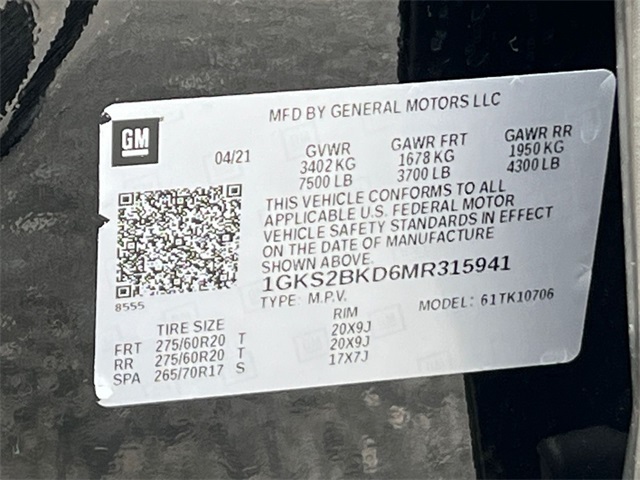 MFD BY GENERAL MOTORS LLC
GM
04/21
GVWR GAWR FRT GAWR RR
3402 KG 1678 KG 1950 KG
7500 LB 3700 LB 4300 LB
THIS VEHICLE CONFORMS TO ALL
APPLICABLE U.S. FEDERAL MOTOR
VEHICLE SAFETY STANDARDS IN EFFECT
ON THE DATE OF MANUFACTURE
SHOWN ABOVE.
1GKS2BKD6MR315941
8555
TYPE: M.P.V. MODEL: 61TK10706
TIRE SIZE RIM
FRT 275/60R20 T 20X9J
RR 275/60R20 T 20X9J
SPA 265/70R17 S 17X7J